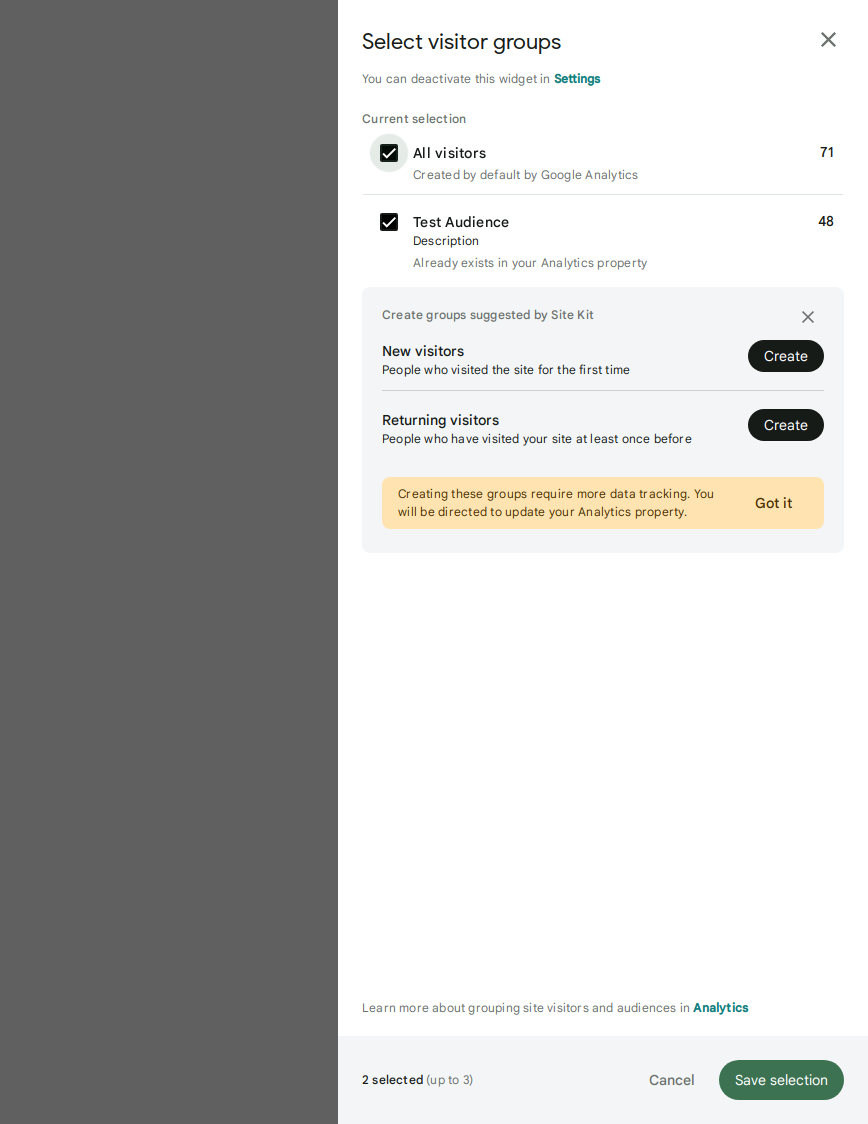 Select visitor groups
You can deactivate this widget in Settings
Current selection
All visitors 71
Created by default by Google Analytics
Test Audience 48
Description
Already exists in your Analytics property
Create groups suggested by Site Kit
New visitors Create
People who visited the site for the first time
Returning visitors Create
People who have visited your site at least once before
Creating these groups require more data tracking. You
will be directed to update your Analytics property.
Got it
Learn more about grouping site visitors and audiences in Analytics
2 selected (up to 3) Cancel Save selection